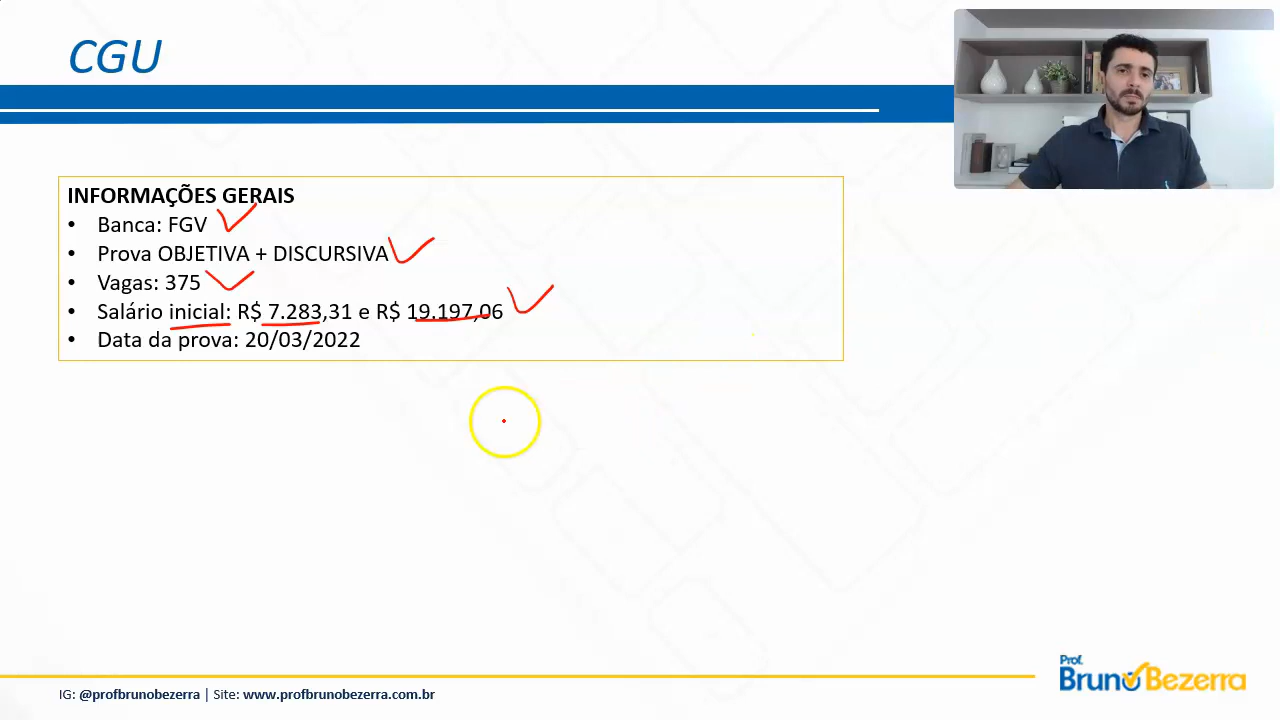 CGU
INFORMAÇÕES GERAIS
• Banca: FGV
• Prova OBJETIVA + DISCURSIVA
• Vagas: 375
• Salário inicial: R$ 7.283,31 e R$ 19.197,06
• Data da prova: 20/03/2022
Prof.
Bruno Bezerra
IG: @profbrunobezerra | Site: www.profbrunobezerra.com.br